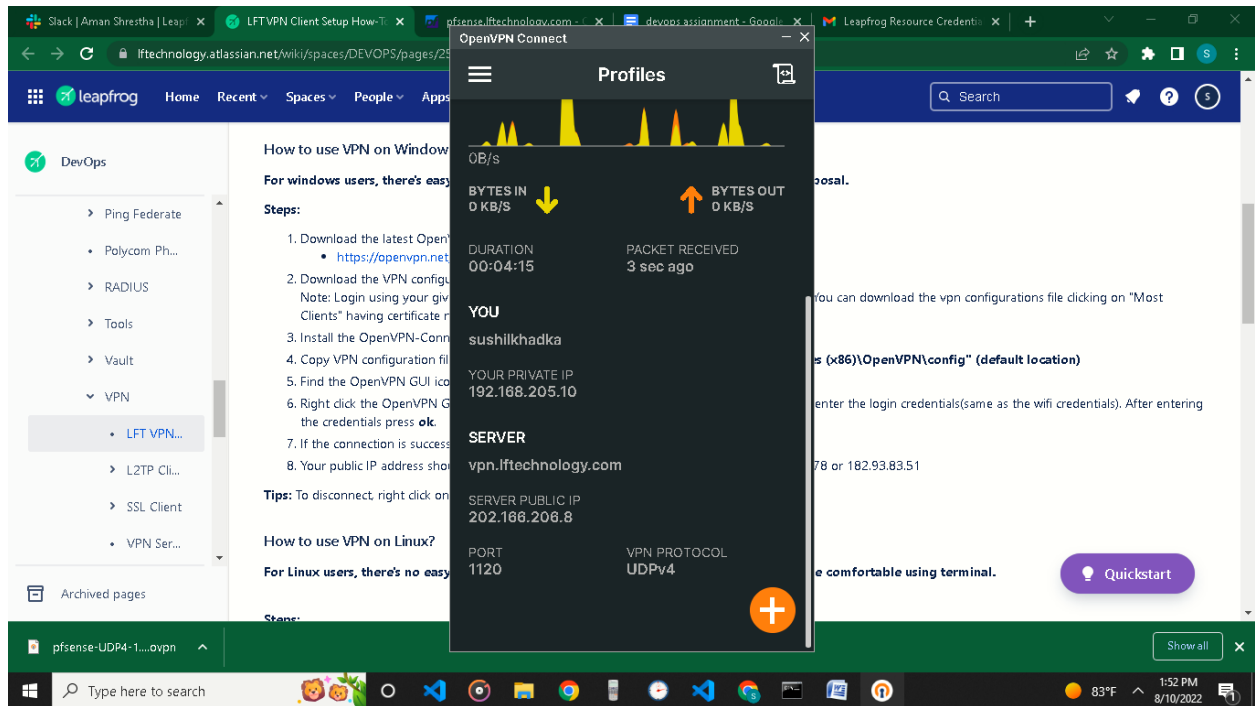 Slack | Aman Shrestha | Leapf
LFT VPN Client Setup How-To
pfsense.lftechnology.com - C
devops assignment - Google
Leapfrog Resource Credentia
lftechnology.atlassian.net/wiki/spaces/DEVOPS/pages/25
S
leapfrog
Home Recent Spaces People Apps
Search
S
DevOps
Ping Federate
Polycom Ph...
RADIUS
Tools
Vault
VPN
LFT VPN...
L2TP Cli...
SSL Client
VPN Ser...
Archived pages
How to use VPN on Window
For windows users, there's easy
posal.
Steps:
1. Download the latest Open
https://openvpn.net
2. Download the VPN configu
Note: Login using your giv
You can download the vpn configurations file clicking on "Most
Clients" having certificate
3. Install the OpenVPN-Conn
4. Copy VPN configuration fil
s (x86)\OpenVPN\config" (default location)
5. Find the OpenVPN GUI ico
6. Right click the OpenVPN G
enter the login credentials(same as the wifi credentials). After entering
the credentials press ok.
7. If the connection is success
8. Your public IP address shou
78 or 182.93.83.51
Tips: To disconnect, right click on
How to use VPN on Linux?
For Linux users, there's no easy
e comfortable using terminal.
Steps:
Quickstart
OpenVPN Connect
Profiles
0B/s
BYTES IN
0 KB/S
BYTES OUT
0 KB/S
DURATION
00:04:15
PACKET RECEIVED
3 sec ago
YOU
sushilkhadka
YOUR PRIVATE IP
192.168.205.10
SERVER
vpn.lftechnology.com
SERVER PUBLIC IP
202.166.206.8
PORT
1120
VPN PROTOCOL
UDPv4
pfsense-UDP4-1....ovpn
Show all
Type here to search
83°F
1:52 PM
8/10/2022
1